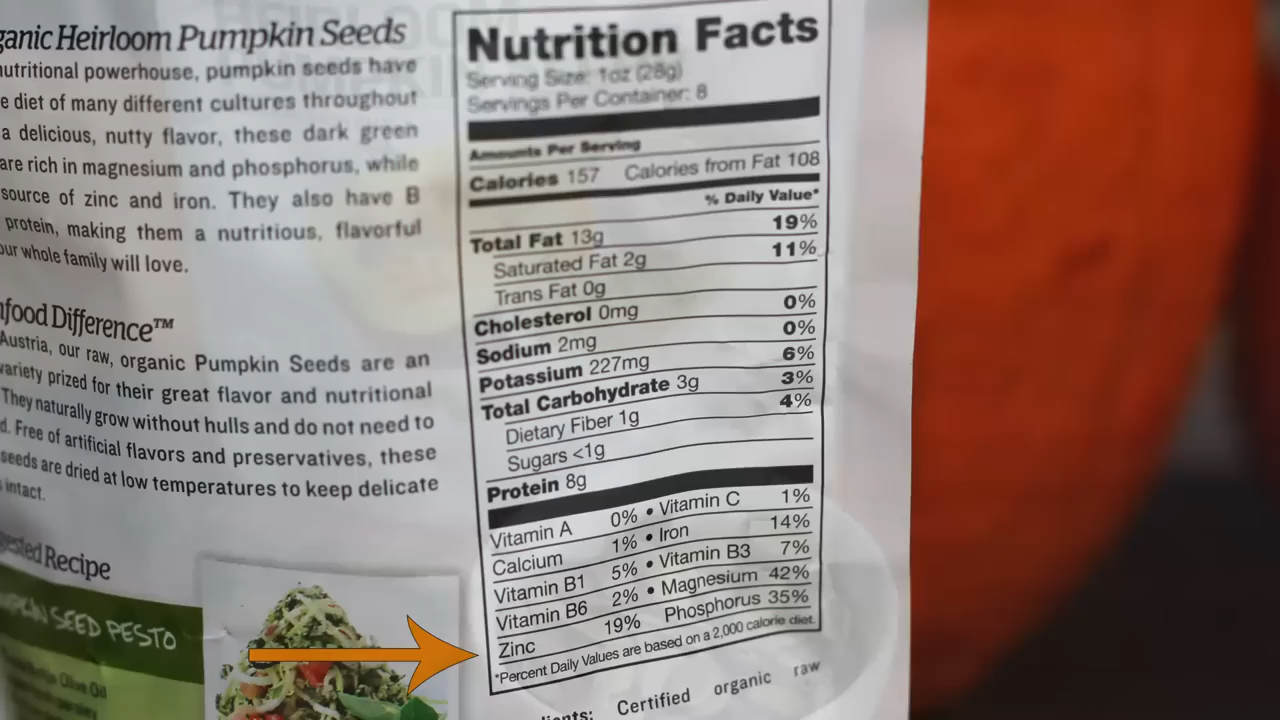 ganic Heirloom Pumpkin Seeds
nutritional powerhouse, pumpkin seeds have
e diet of many different cultures throughout
a delicious, nutty flavor, these dark green
are rich in magnesium and phosphorus, while
source of zinc and iron. They also have B
protein, making them a nutritious, flavorful
our whole family will love.
nfood Difference™
Austria, our raw, organic Pumpkin Seeds are an
variety prized for their great flavor and nutritional
They naturally grow without hulls and do not need to
d. Free of artificial flavors and preservatives, these
seeds are dried at low temperatures to keep delicate
intact.
gested Recipe
PKIN SEED PESTO
Olive Oil
Nutrition Facts
Serving Size: 1oz (28g)
Servings Per Container: 8
Amounts Per Serving
Calories 157 Calories from Fat 108
% Daily Value*
Total Fat 13g 19%
Saturated Fat 2g 11%
Trans Fat 0g
Cholesterol 0mg 0%
Sodium 2mg 0%
Potassium 227mg 6%
Total Carbohydrate 3g 3%
Dietary Fiber 1g 4%
Sugars <1g
Protein 8g
Vitamin A 0% • Vitamin C 1%
Calcium 1% • Iron 14%
Vitamin B1 5% • Vitamin B3 7%
Vitamin B6 2% • Magnesium 42%
Zinc 19% Phosphorus 35%
*Percent Daily Values are based on a 2,000 calorie diet.
dients: Certified organic raw